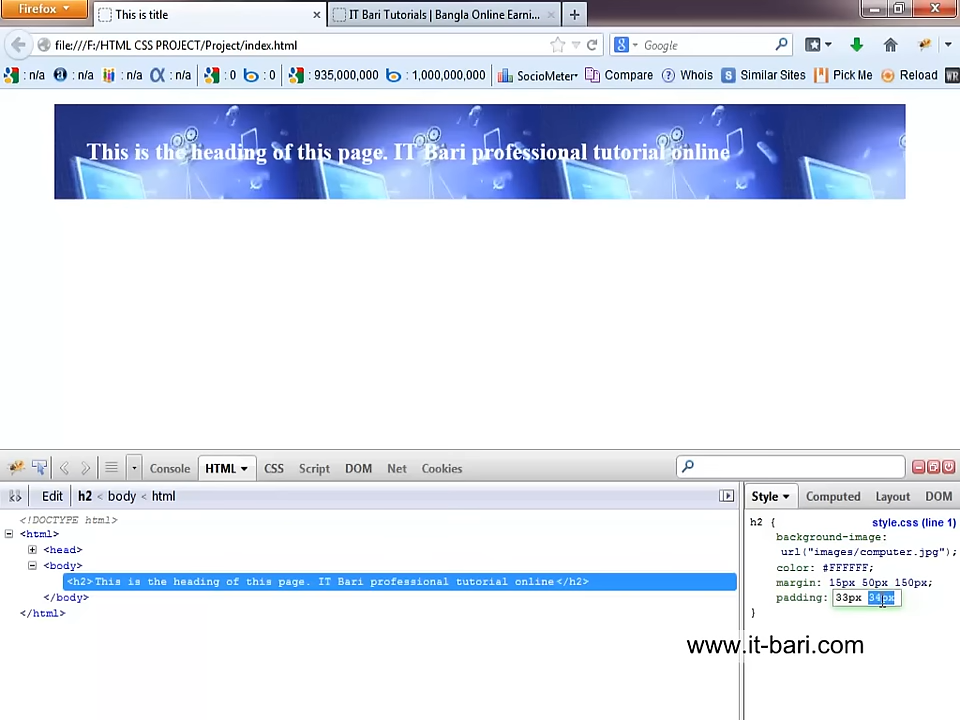 Firefox
This is title
IT Bari Tutorials | Bangla Online Earni...
file:///F:/HTML CSS PROJECT/Project/index.html
Google
: n/a : n/a : n/a : n/a : 0 : 0 : 935,000,000 : 1,000,000,000 SocioMeter Compare Whois Similar Sites Pick Me Reload WR
This is the heading of this page. IT Bari professional tutorial online
Console HTML CSS Script DOM Net Cookies
Edit h2 < body < html
Style Computed Layout DOM
<!DOCTYPE html>
<html>
<head>
<body>
<h2>This is the heading of this page. IT Bari professional tutorial online</h2>
</body>
</html>
h2 { style.css (line 1)
background-image:
url("images/computer.jpg");
color: #FFFFFF;
margin: 15px 50px 150px;
padding: 33px 34px
}
www.it-bari.com